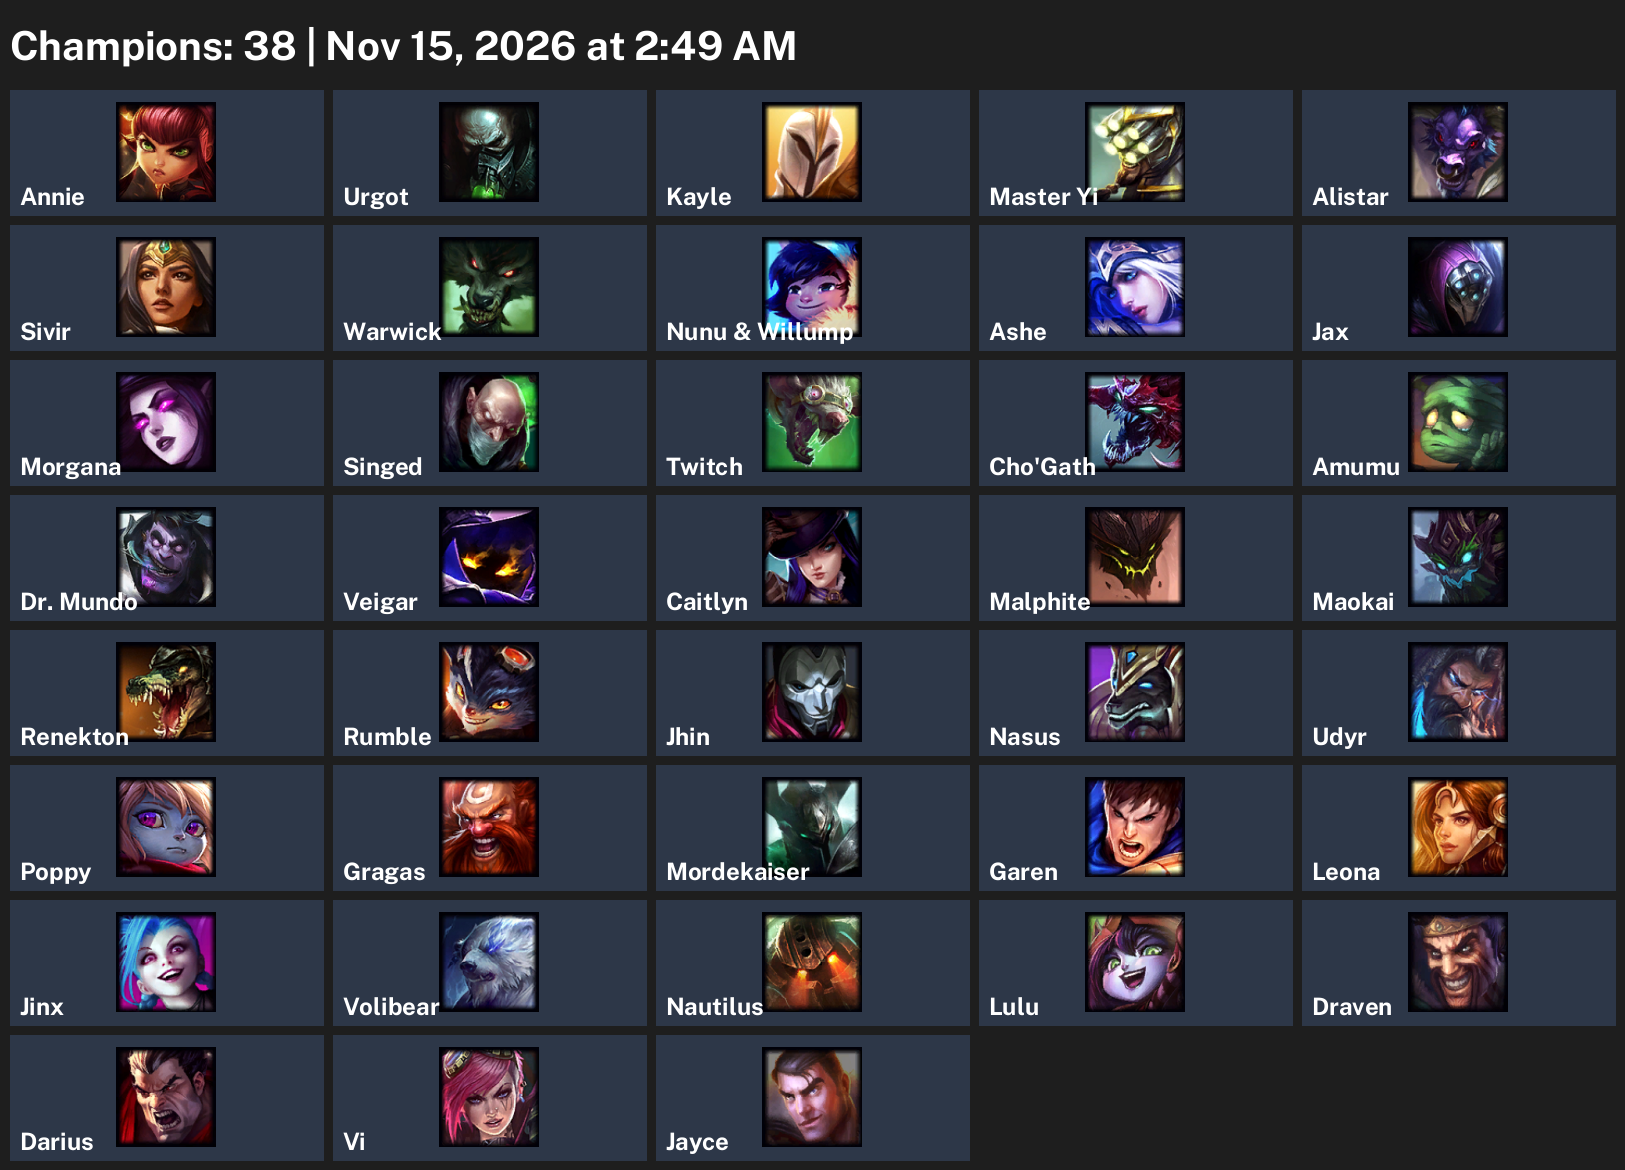 Champions: 38 | Nov 15, 2026 at 2:49 AM
Annie
Urgot
Kayle
Master Yi
Alistar
Sivir
Warwick
Nunu & Willump
Ashe
Jax
Morgana
Singed
Twitch
Cho'Gath
Amumu
Dr. Mundo
Veigar
Caitlyn
Malphite
Maokai
Renekton
Rumble
Jhin
Nasus
Udyr
Poppy
Gragas
Mordekaiser
Garen
Leona
Jinx
Volibear
Nautilus
Lulu
Draven
Darius
Vi
Jayce